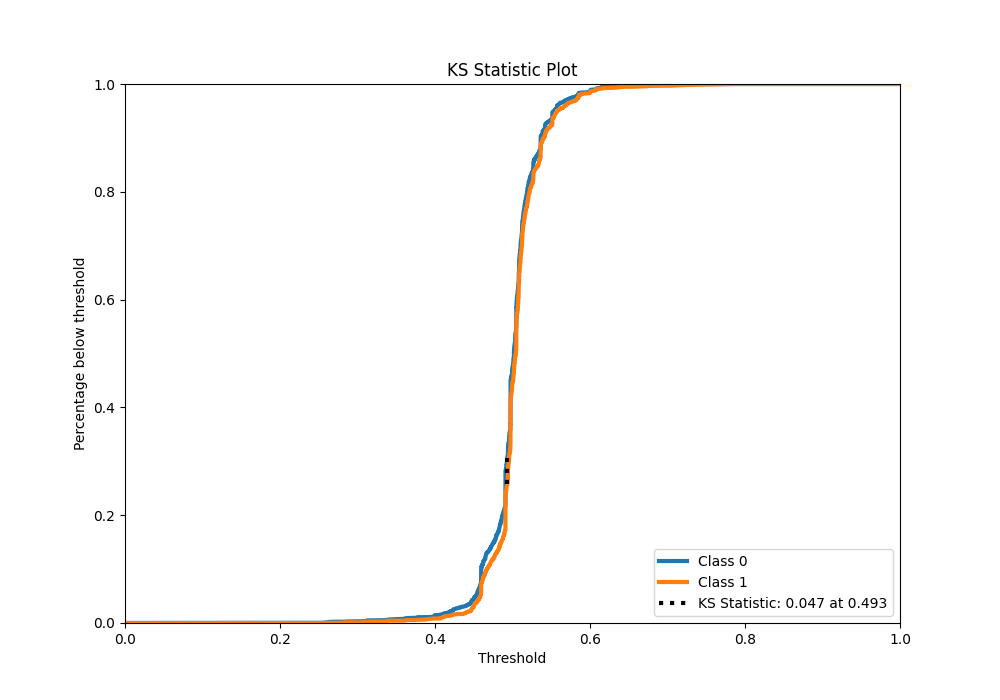 KS Statistic Plot
Percentage below threshold
1.0
0.8
0.6
0.4
0.2
0.0
0.0 0.2 0.4 0.6 0.8 1.0
Threshold
Class 0
Class 1
KS Statistic: 0.047 at 0.493